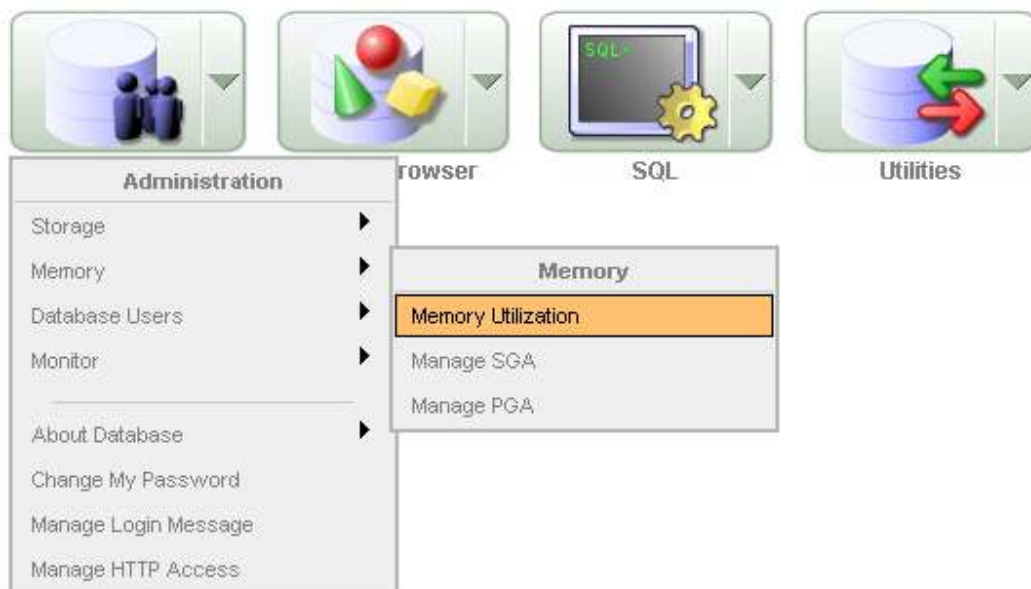 SQL>
rowser
SQL
Utilities
Administration
Storage
Memory
Database Users
Monitor
About Database
Change My Password
Manage Login Message
Manage HTTP Access
Memory
Memory Utilization
Manage SGA
Manage PGA